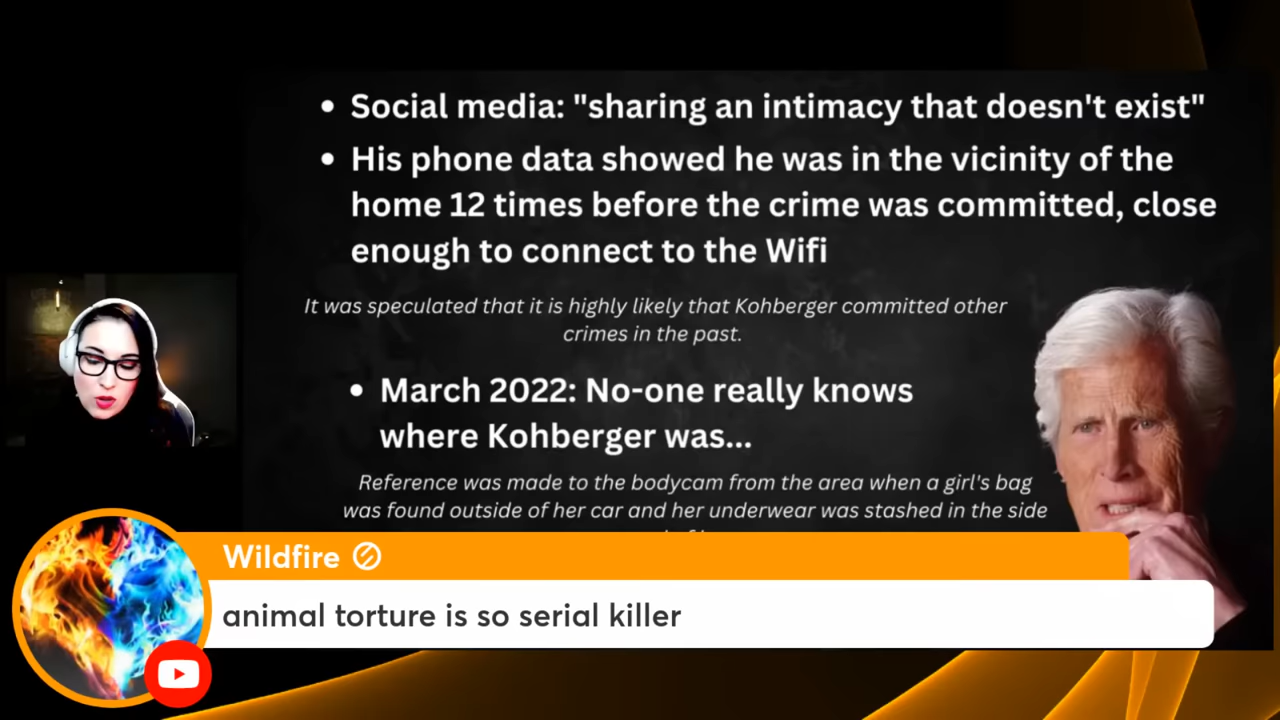 • Social media: "sharing an intimacy that doesn't exist"
• His phone data showed he was in the vicinity of the
home 12 times before the crime was committed, close
enough to connect to the Wifi
It was speculated that it is highly likely that Kohberger committed other
crimes in the past.
• March 2022: No-one really knows
where Kohberger was...
Reference was made to the bodycam from the area when a girl's bag
was found outside of her car and her underwear was stashed in the side
Wildfire
animal torture is so serial killer